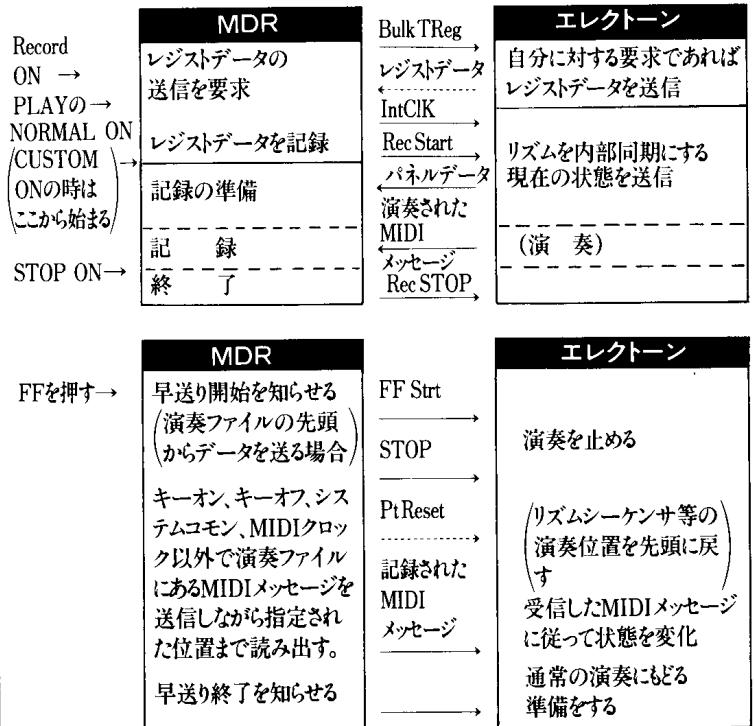 MDR
エレクトーン
Record
ON →
PLAYの→
NORMAL ON
(CUSTOM →
ONの時は
ここから始まる)
STOP ON→
レジストデータの
送信を要求
レジストデータを記録
記録の準備
記 録
終 了
Bulk TReg
レジストデータ
IntClK
Rec Start
パネルデータ
演奏された
MIDI
メッセージ
Rec STOP
自分に対する要求であれば
レジストデータを送信
リズムを内部同期にする
現在の状態を送信
(演 奏)
MDR
エレクトーン
FFを押す→
早送り開始を知らせる
(演奏ファイルの先頭
からデータを送る場合)
キーオン、キーオフ、シス
テムコモン、MIDIクロッ
ク以外で演奏ファイル
にあるMIDIメッセージを
送信しながら指定され
た位置まで読み出す。
早送り終了を知らせる
FF Strt
STOP
Pt Reset
記録された
MIDI
メッセージ
演奏を止める
(リズムシーケンサ等の
演奏位置を先頭に戻
す)
受信したMIDIメッセージ
に従って状態を変化
通常の演奏にもどる
準備をする